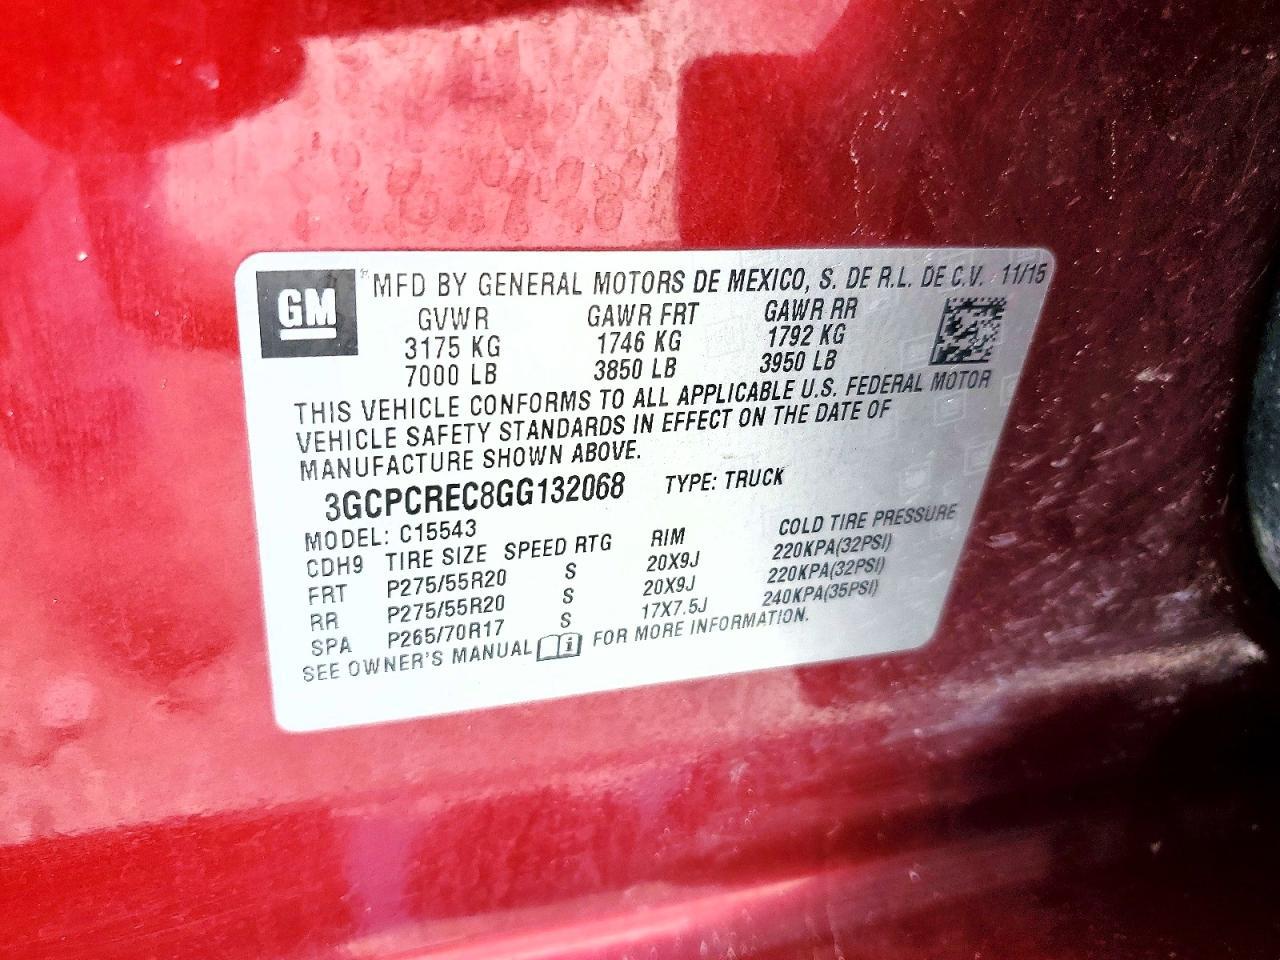 GM
MFD BY GENERAL MOTORS DE MEXICO, S. DE R.L. DE C.V. 11/15
GVWR GAWR FRT GAWR RR
3175 KG 1746 KG 1792 KG
7000 LB 3850 LB 3950 LB
THIS VEHICLE CONFORMS TO ALL APPLICABLE U.S. FEDERAL MOTOR
VEHICLE SAFETY STANDARDS IN EFFECT ON THE DATE OF
MANUFACTURE SHOWN ABOVE.
3GCPCREC8GG132068 TYPE: TRUCK
MODEL: C15543
CDH9 TIRE SIZE SPEED RTG RIM COLD TIRE PRESSURE
FRT P275/55R20 S 20X9J 220KPA(32PSI)
RR P275/55R20 S 20X9J 220KPA(32PSI)
SPA P265/70R17 S 17X7.5J 240KPA(35PSI)
SEE OWNER'S MANUAL FOR MORE INFORMATION.